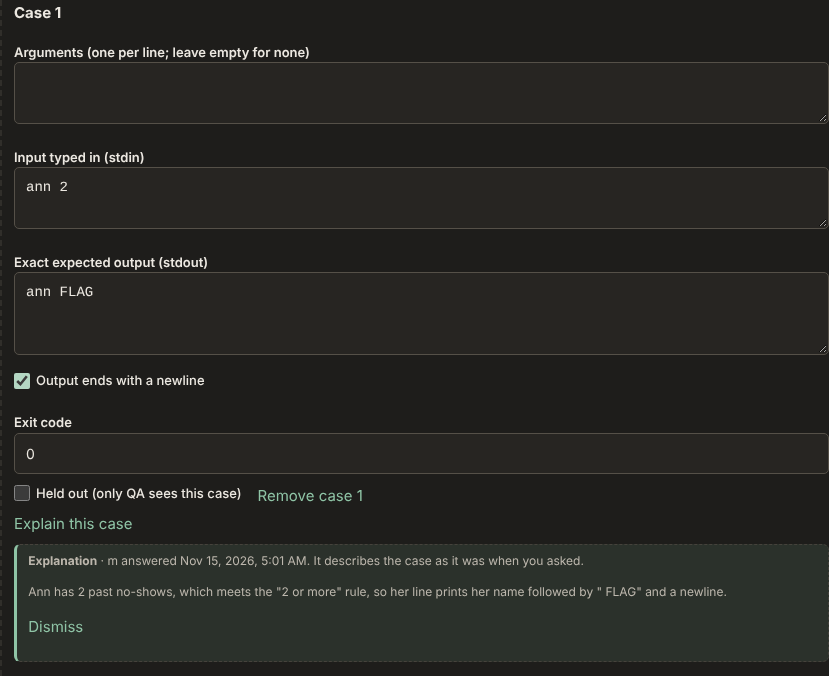 Case 1
Arguments (one per line; leave empty for none)
Input typed in (stdin)
ann 2
Exact expected output (stdout)
ann FLAG
Output ends with a newline
Exit code
0
Held out (only QA sees this case) Remove case 1
Explain this case
Explanation · m answered Nov 15, 2026, 5:01 AM. It describes the case as it was when you asked.
Ann has 2 past no-shows, which meets the "2 or more" rule, so her line prints her name followed by " FLAG" and a newline.
Dismiss